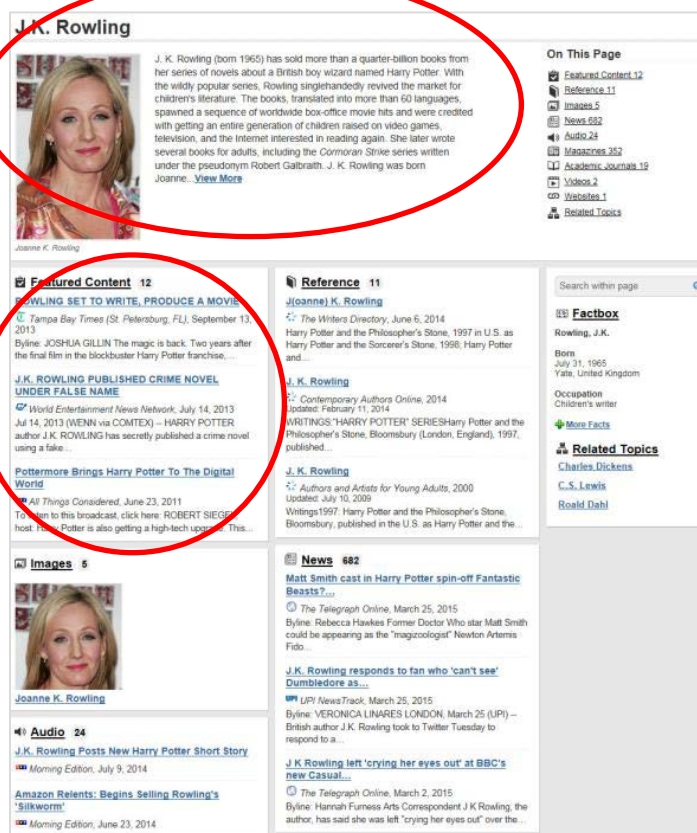 J.K. Rowling
J. K. Rowling (born 1965) has sold more than a quarter-billion books from
her series of novels about a British boy wizard named Harry Potter. With
the wildly popular series, Rowling singlehandedly revived the market for
children's literature. The books, translated into more than 60 languages,
spawned a sequence of worldwide box-office movie hits and were credited
with getting an entire generation of children raised on video games,
television, and the Internet interested in reading again. She later wrote
several books for adults, including the Cormoran Strike series written
under the pseudonym Robert Galbraith. J. K. Rowling was born
Joanne...View More
Joanne K. Rowling
On This Page
Featured Content 12
Reference 11
Images 5
News 682
Audio 24
Magazines 352
Academic Journals 19
Videos 2
Websites 1
Related Topics
Featured Content 12
ROWLING SET TO WRITE, PRODUCE A MOVIE
Tampa Bay Times (St. Petersburg, FL), September 13,
2013
Byline: JOSHUA GILLIN The magic is back. Two years after
the final film in the blockbuster Harry Potter franchise,...
J.K. ROWLING PUBLISHED CRIME NOVEL
UNDER FALSE NAME
World Entertainment News Network, July 14, 2013
Jul 14, 2013 (WENN via COMTEX) -- HARRY POTTER
author J.K. ROWLING has secretly published a crime novel
using a fake...
Pottermore Brings Harry Potter To The Digital
World
All Things Considered, June 23, 2011
To listen to this broadcast, click here: ROBERT SIEGEL,
host: Harry Potter is also getting a high-tech upgrade. This...
Images 5
Joanne K. Rowling
Audio 24
J.K. Rowling Posts New Harry Potter Short Story
Morning Edition, July 9, 2014
Amazon Relents: Begins Selling Rowling's
'Silkworm'
Morning Edition, June 23, 2014
Reference 11
J(oanne) K. Rowling
The Writers Directory, June 6, 2014
Harry Potter and the Philosopher's Stone, 1997 in U.S. as
Harry Potter and the Sorcerer's Stone, 1998; Harry Potter
and...
J. K. Rowling
Contemporary Authors Online, 2014
Updated: February 11, 2014
WRITINGS:"HARRY POTTER" SERIESHarry Potter and the
Philosopher's Stone, Bloomsbury (London, England), 1997,
published...
J. K. Rowling
Authors and Artists for Young Adults, 2000
Updated: July 10, 2009
Writings1997: Harry Potter and the Philosopher's Stone,
Bloomsbury, published in the U.S. as Harry Potter and the...
News 682
Matt Smith cast in Harry Potter spin-off Fantastic
Beasts?...
The Telegraph Online, March 25, 2015
Byline: Rebecca Hawkes Former Doctor Who star Matt Smith
could be appearing as the "magizoologist" Newton Artemis
Fido...
J.K. Rowling responds to fan who 'can't see'
Dumbledore as...
UPI UPI NewsTrack, March 25, 2015
Byline: VERONICA LINARES LONDON, March 25 (UPI) --
British author J.K. Rowling took to Twitter Tuesday to
respond to a...
J K Rowling left 'crying her eyes out' at BBC's
new Casual...
The Telegraph Online, March 2, 2015
Byline: Hannah Furness Arts Correspondent J K Rowling, the
author, has said she was left "crying her eyes out" over the...
Search within page
Factbox
Rowling, J.K.
Born
July 31, 1965
Yate, United Kingdom
Occupation
Children's writer
More Facts
Related Topics
Charles Dickens
C.S. Lewis
Roald Dahl